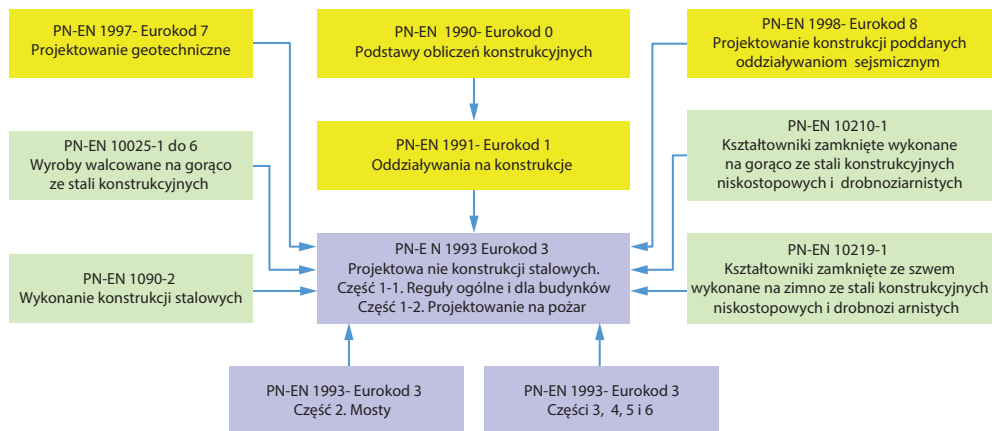 PN-EN 1997- Eurokod 7
Projektowanie geotechniczne
PN-EN 1990- Eurokod 0
Podstawy obliczeń konstrukcyjnych
PN-EN 1998- Eurokod 8
Projektowanie konstrukcji poddanych
oddziaływaniom sejsmicznym
PN-EN 10025-1 do 6
Wyroby walcowane na gorąco
ze stali konstrukcyjnych
PN-EN 1991- Eurokod 1
Oddziaływania na konstrukcje
PN-EN 10210-1
Kształtowniki zamknięte wykonane
na gorąco ze stali konstrukcyjnych
niskostopowych i drobnoziarnistych
PN-EN 1090-2
Wykonanie konstrukcji stalowych
PN-E N 1993 Eurokod 3
Projektowa nie konstrukcji stalowych.
Część 1-1. Reguły ogólne i dla budynków
Część 1-2. Projektowanie na pożar
PN-EN 10219-1
Kształtowniki zamknięte ze szwem
wykonane na zimno ze stali konstrukcyjnych
niskostopowych i drobnozi arnistych
PN-EN 1993- Eurokod 3
Część 2. Mosty
PN-EN 1993- Eurokod 3
Części 3, 4, 5 i 6